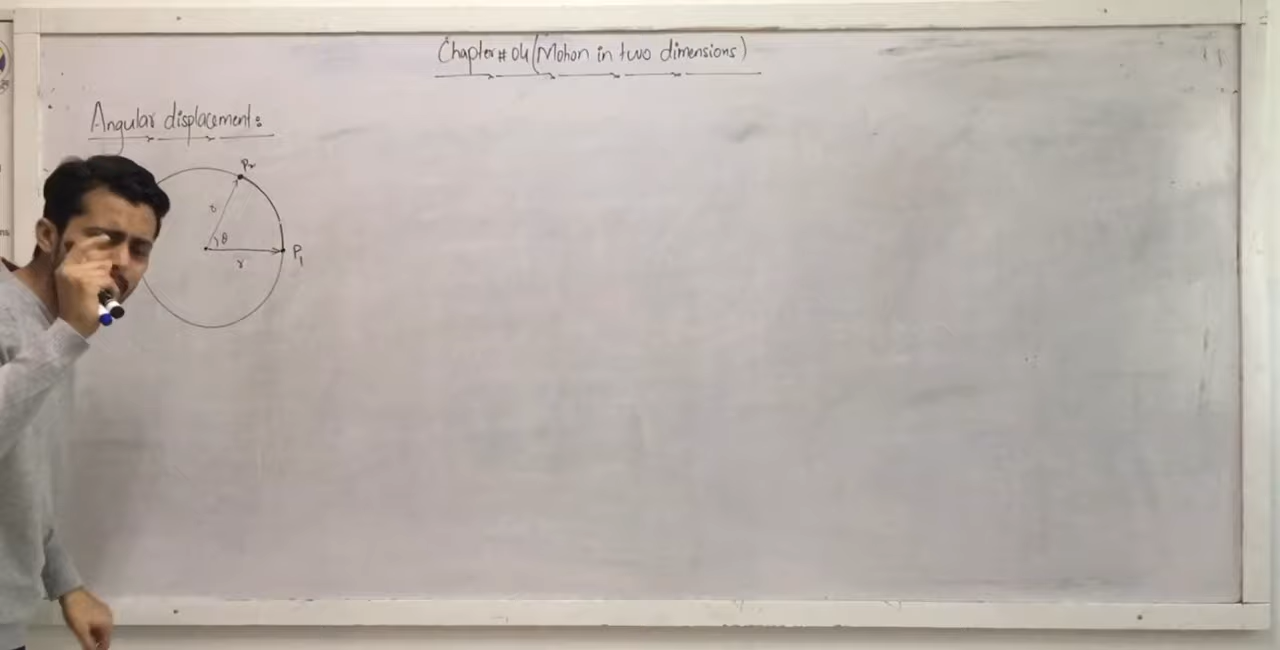 Chapter # 04 (Motion in two dimensions)
Angular displacement:
P2
r
θ
P1
r